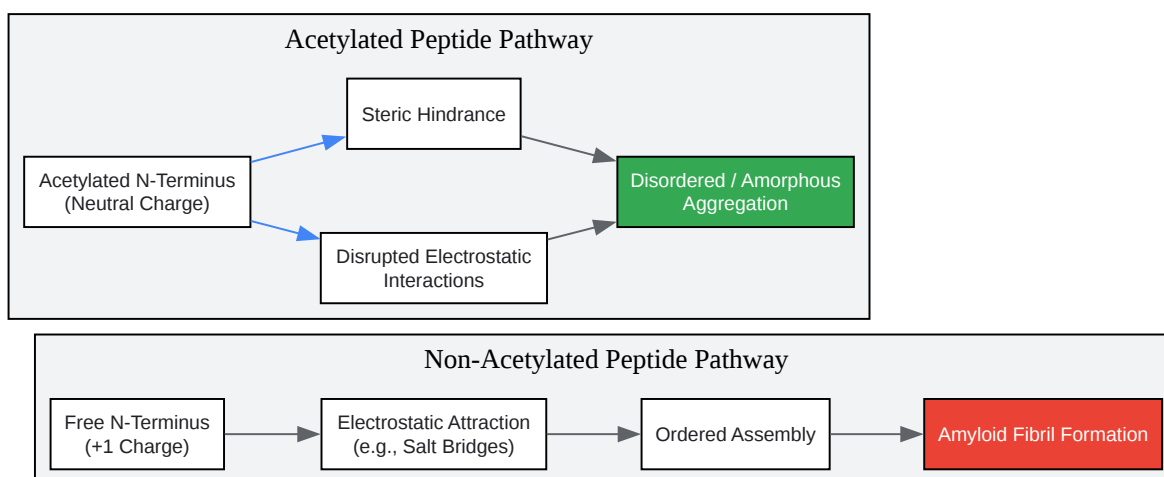 Acetylated Peptide Pathway
Steric Hindrance
Acetylated N-Terminus
(Neutral Charge)
Disordered / Amorphous
Aggregation
Disrupted Electrostatic
Interactions
Non-Acetylated Peptide Pathway
Free N-Terminus
(+1 Charge)
Electrostatic Attraction
(e.g., Salt Bridges)
Ordered Assembly
Amyloid Fibril Formation